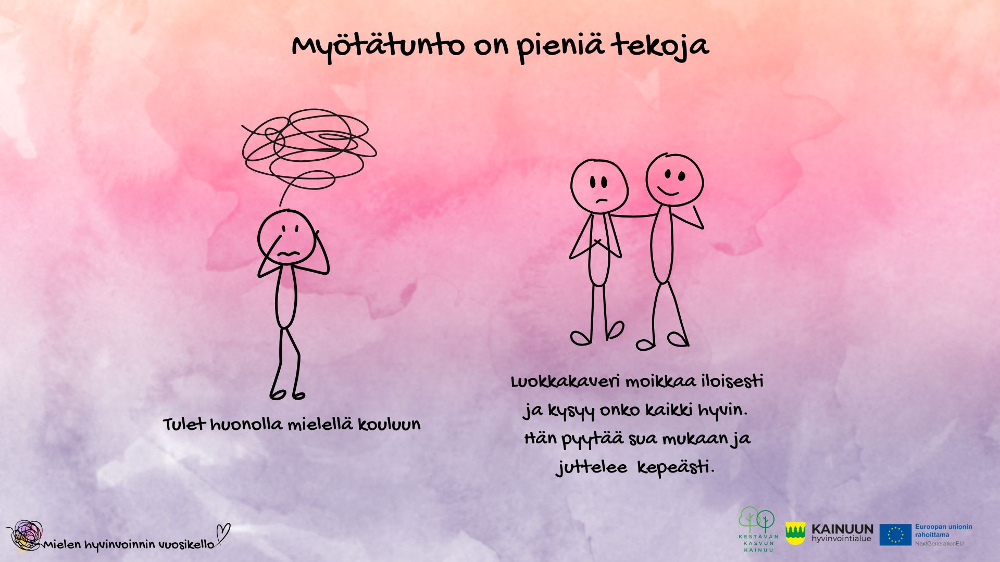 Myötätunto on pieniä tekoja
Tulet huonolla mielellä kouluun
Luokkakaveri moikkaa iloisesti
ja kysyy onko kaikki hyvin.
Hän pyytää sua mukaan ja
juttelee kepeästi.
Mielen hyvinvoinnin vuosikello
KESTÄVÄN
KASVUN
KAINUU
KAINUUN
hyvinvointialue
Euroopan unionin
rahoittama
NextGenerationEU